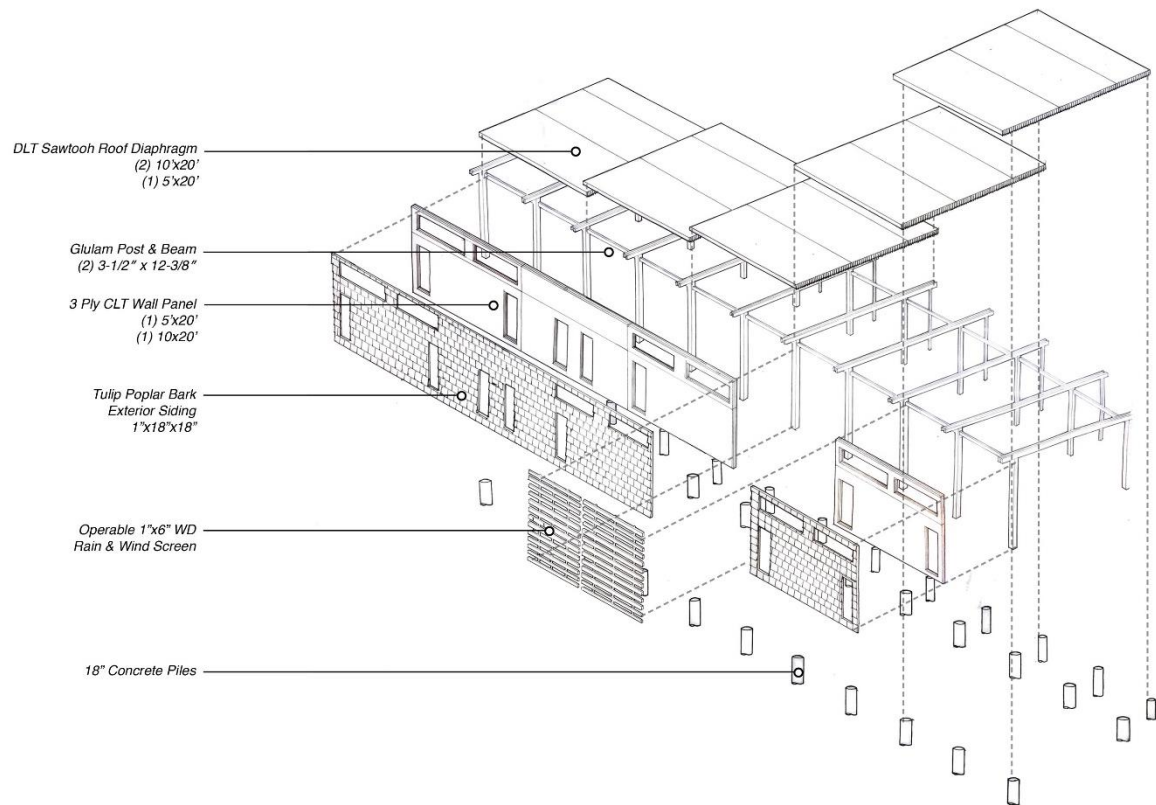 DLT Sawtooh Roof Diaphragm
(2) 10'x20'
(1) 5'x20'
Glulam Post & Beam
(2) 3-1/2" x 12-3/8"
3 Ply CLT Wall Panel
(1) 5'x20'
(1) 10x20'
Tulip Poplar Bark
Exterior Siding
1"x18"x18"
Operable 1"x6" WD
Rain & Wind Screen
18" Concrete Piles